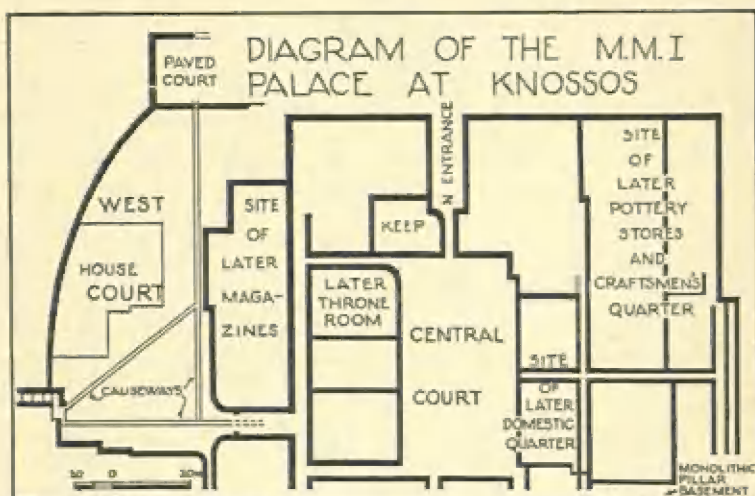 DIAGRAM OF THE M.M.I
PALACE AT KNOSSOS
PAVED
COURT
N ENTRANCE
WEST
COURT
HOUSE
SITE
OF
LATER
MAGA-
ZINES
KEEP
LATER
THRONE
ROOM
CENTRAL
COURT
SITE
OF
LATER
POTTERY
STORES
AND
CRAFTSMEN'S
QUARTER
SITE
OF LATER
DOMESTIC
QUARTER
CAUSEWAYS
MONOLITHIC
PILLAR
BASEMENT
10 0